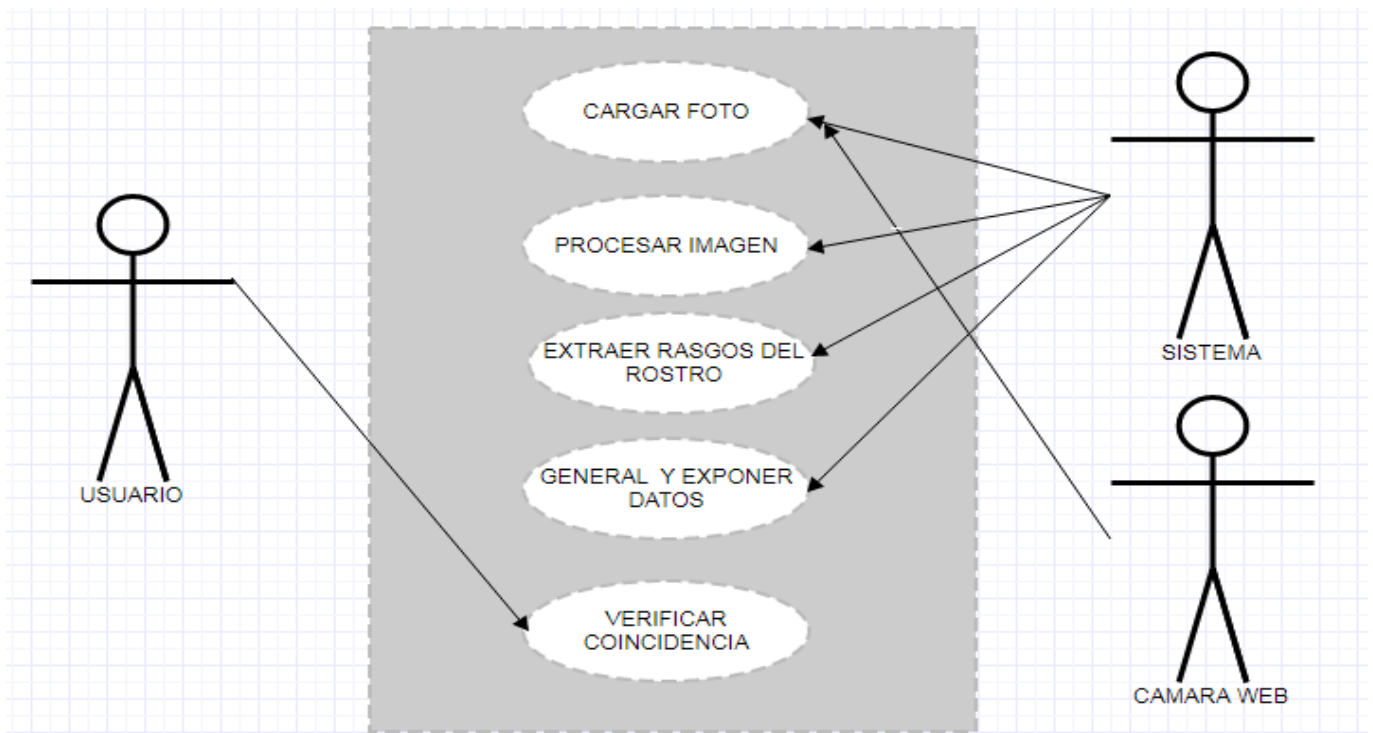 CARGAR FOTO
PROCESAR IMAGEN
EXTRAER RASGOS DEL
ROSTRO
SISTEMA
GENERAL Y EXPONER
DATOS
USUARIO
VERIFICAR
COINCIDENCIA
CAMARA WEB